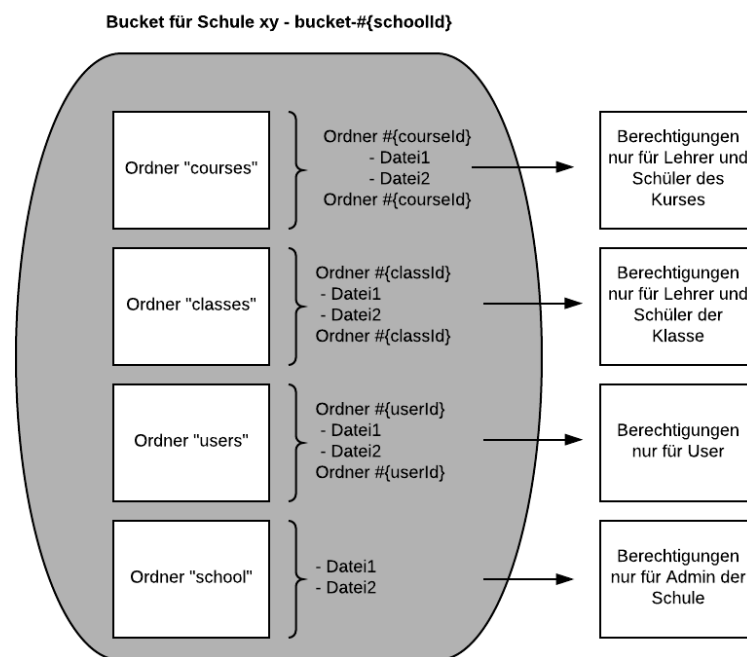 Bucket für Schule xy - bucket-#{schoolId}
Ordner "courses"
Ordner #{courseId}
- Datei1
- Datei2
Ordner #{courseId}
Berechtigungen
nur für Lehrer und
Schüler des
Kurses
Ordner "classes"
Ordner #{classId}
- Datei1
- Datei2
Ordner #{classId}
Berechtigungen
nur für Lehrer und
Schüler der
Klasse
Ordner "users"
Ordner #{userId}
- Datei1
- Datei2
Ordner #{userId}
Berechtigungen
nur für User
Ordner "school"
- Datei1
- Datei2
Berechtigungen
nur für Admin der
Schule